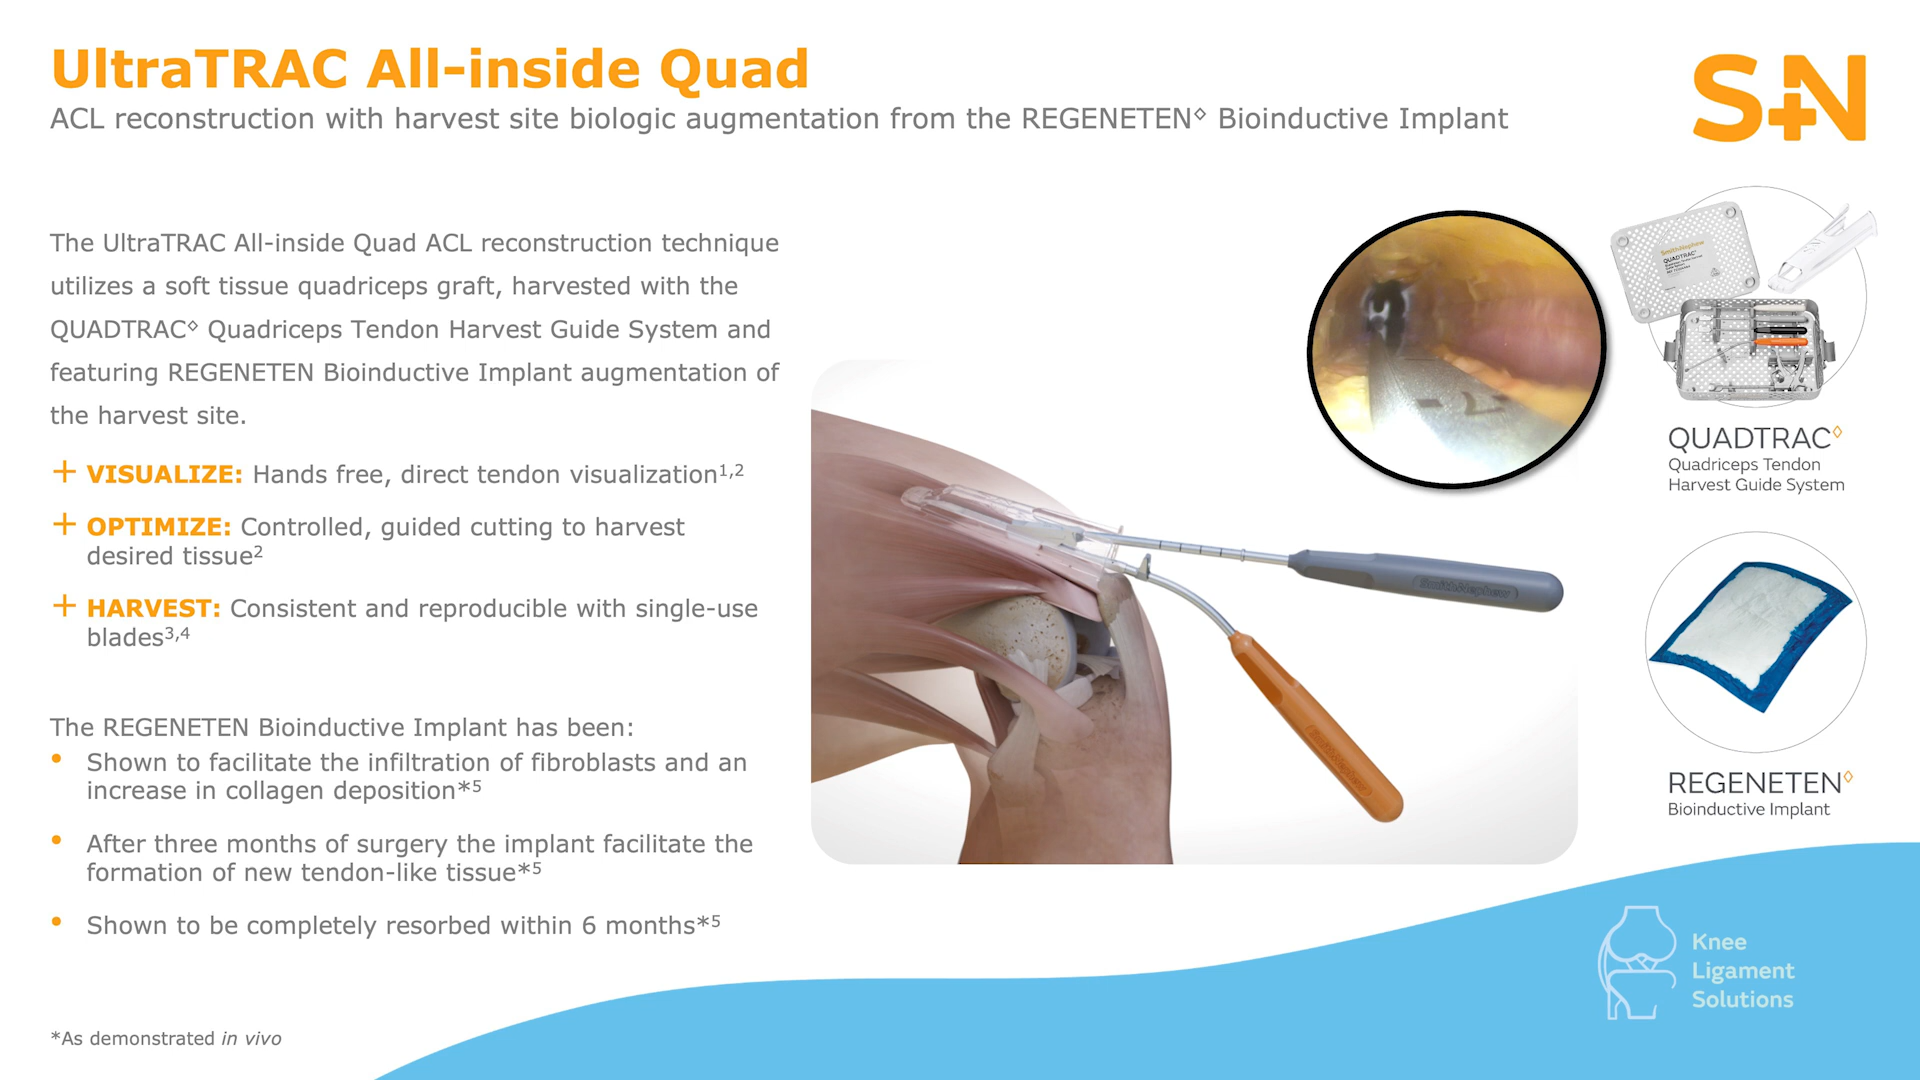 UltraTRAC All-inside Quad
ACL reconstruction with harvest site biologic augmentation from the REGENETEN◊ Bioinductive Implant
S+N
The UltraTRAC All-inside Quad ACL reconstruction technique
utilizes a soft tissue quadriceps graft, harvested with the
QUADTRAC◊ Quadriceps Tendon Harvest Guide System and
featuring REGENETEN Bioinductive Implant augmentation of
the harvest site.
+ VISUALIZE: Hands free, direct tendon visualization1,2
+ OPTIMIZE: Controlled, guided cutting to harvest
desired tissue2
+ HARVEST: Consistent and reproducible with single-use
blades3,4
The REGENETEN Bioinductive Implant has been:
• Shown to facilitate the infiltration of fibroblasts and an
increase in collagen deposition*5
• After three months of surgery the implant facilitate the
formation of new tendon-like tissue*5
• Shown to be completely resorbed within 6 months*5
*As demonstrated in vivo
Smith+Nephew
Smith+Nephew
Smith+Nephew
QUADTRAC◊
QUADTRAC◊
Quadriceps Tendon
Harvest Guide System
REGENETEN◊
Bioinductive Implant
Knee
Ligament
Solutions